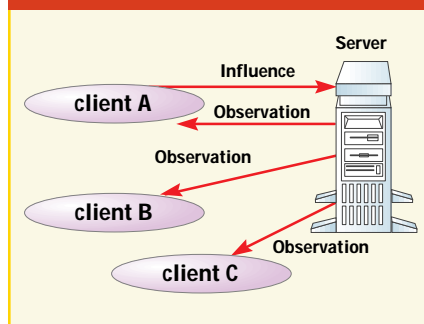 Server
Influence
client A
Observation
Observation
client B
Observation
client C